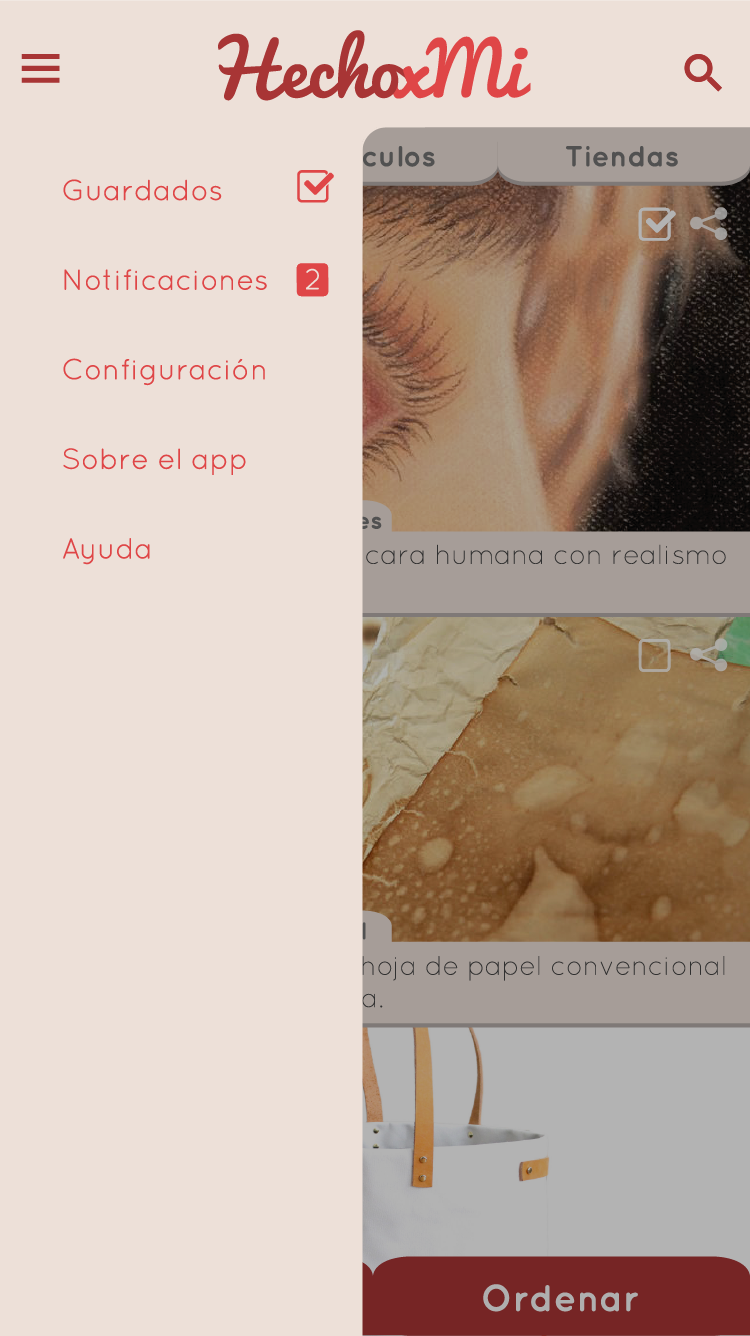 HechoxMi
culos
Tiendas
Guardados
Notificaciones 2
Configuración
Sobre el app
Ayuda
es
cara humana con realismo
hoja de papel convencional
a.
Ordenar